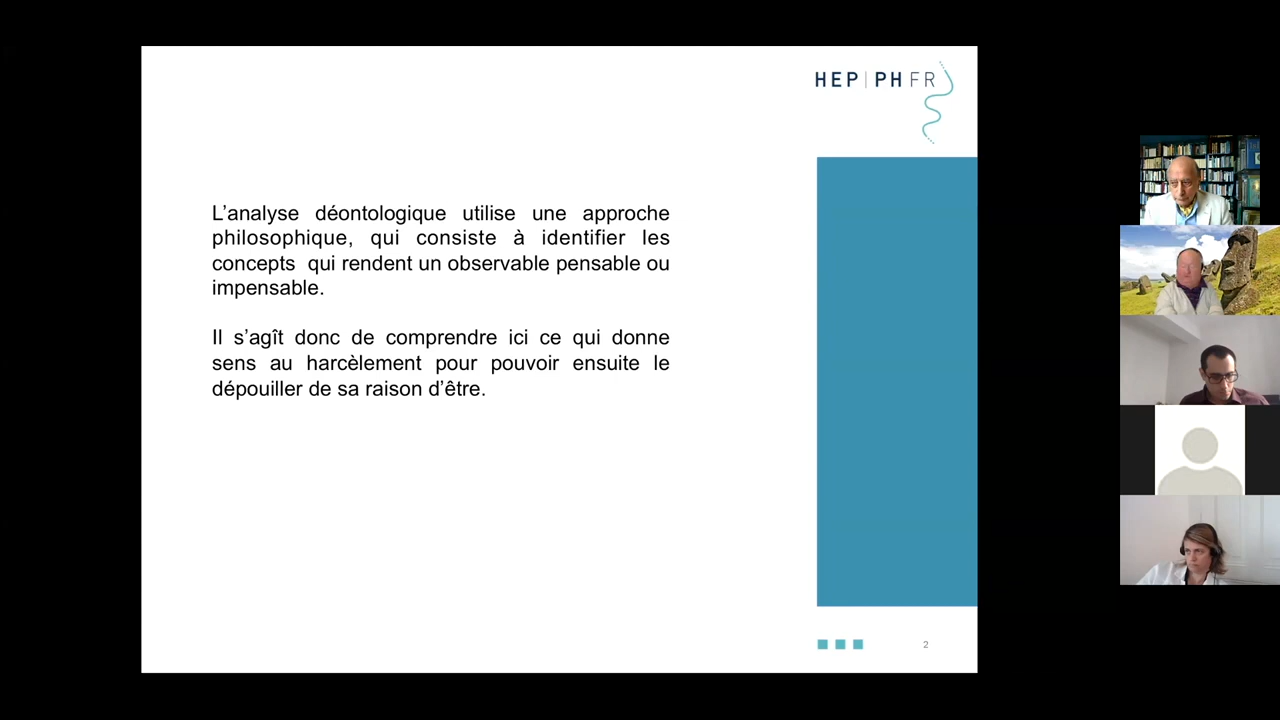 HEP | PH FR
L’analyse déontologique utilise une approche
philosophique, qui consiste à identifier les
concepts  qui rendent un observable pensable ou
impensable.
Il s’agît donc de comprendre ici ce qui donne
sens au harcèlement pour pouvoir ensuite le
dépouiller de sa raison d’être.
2